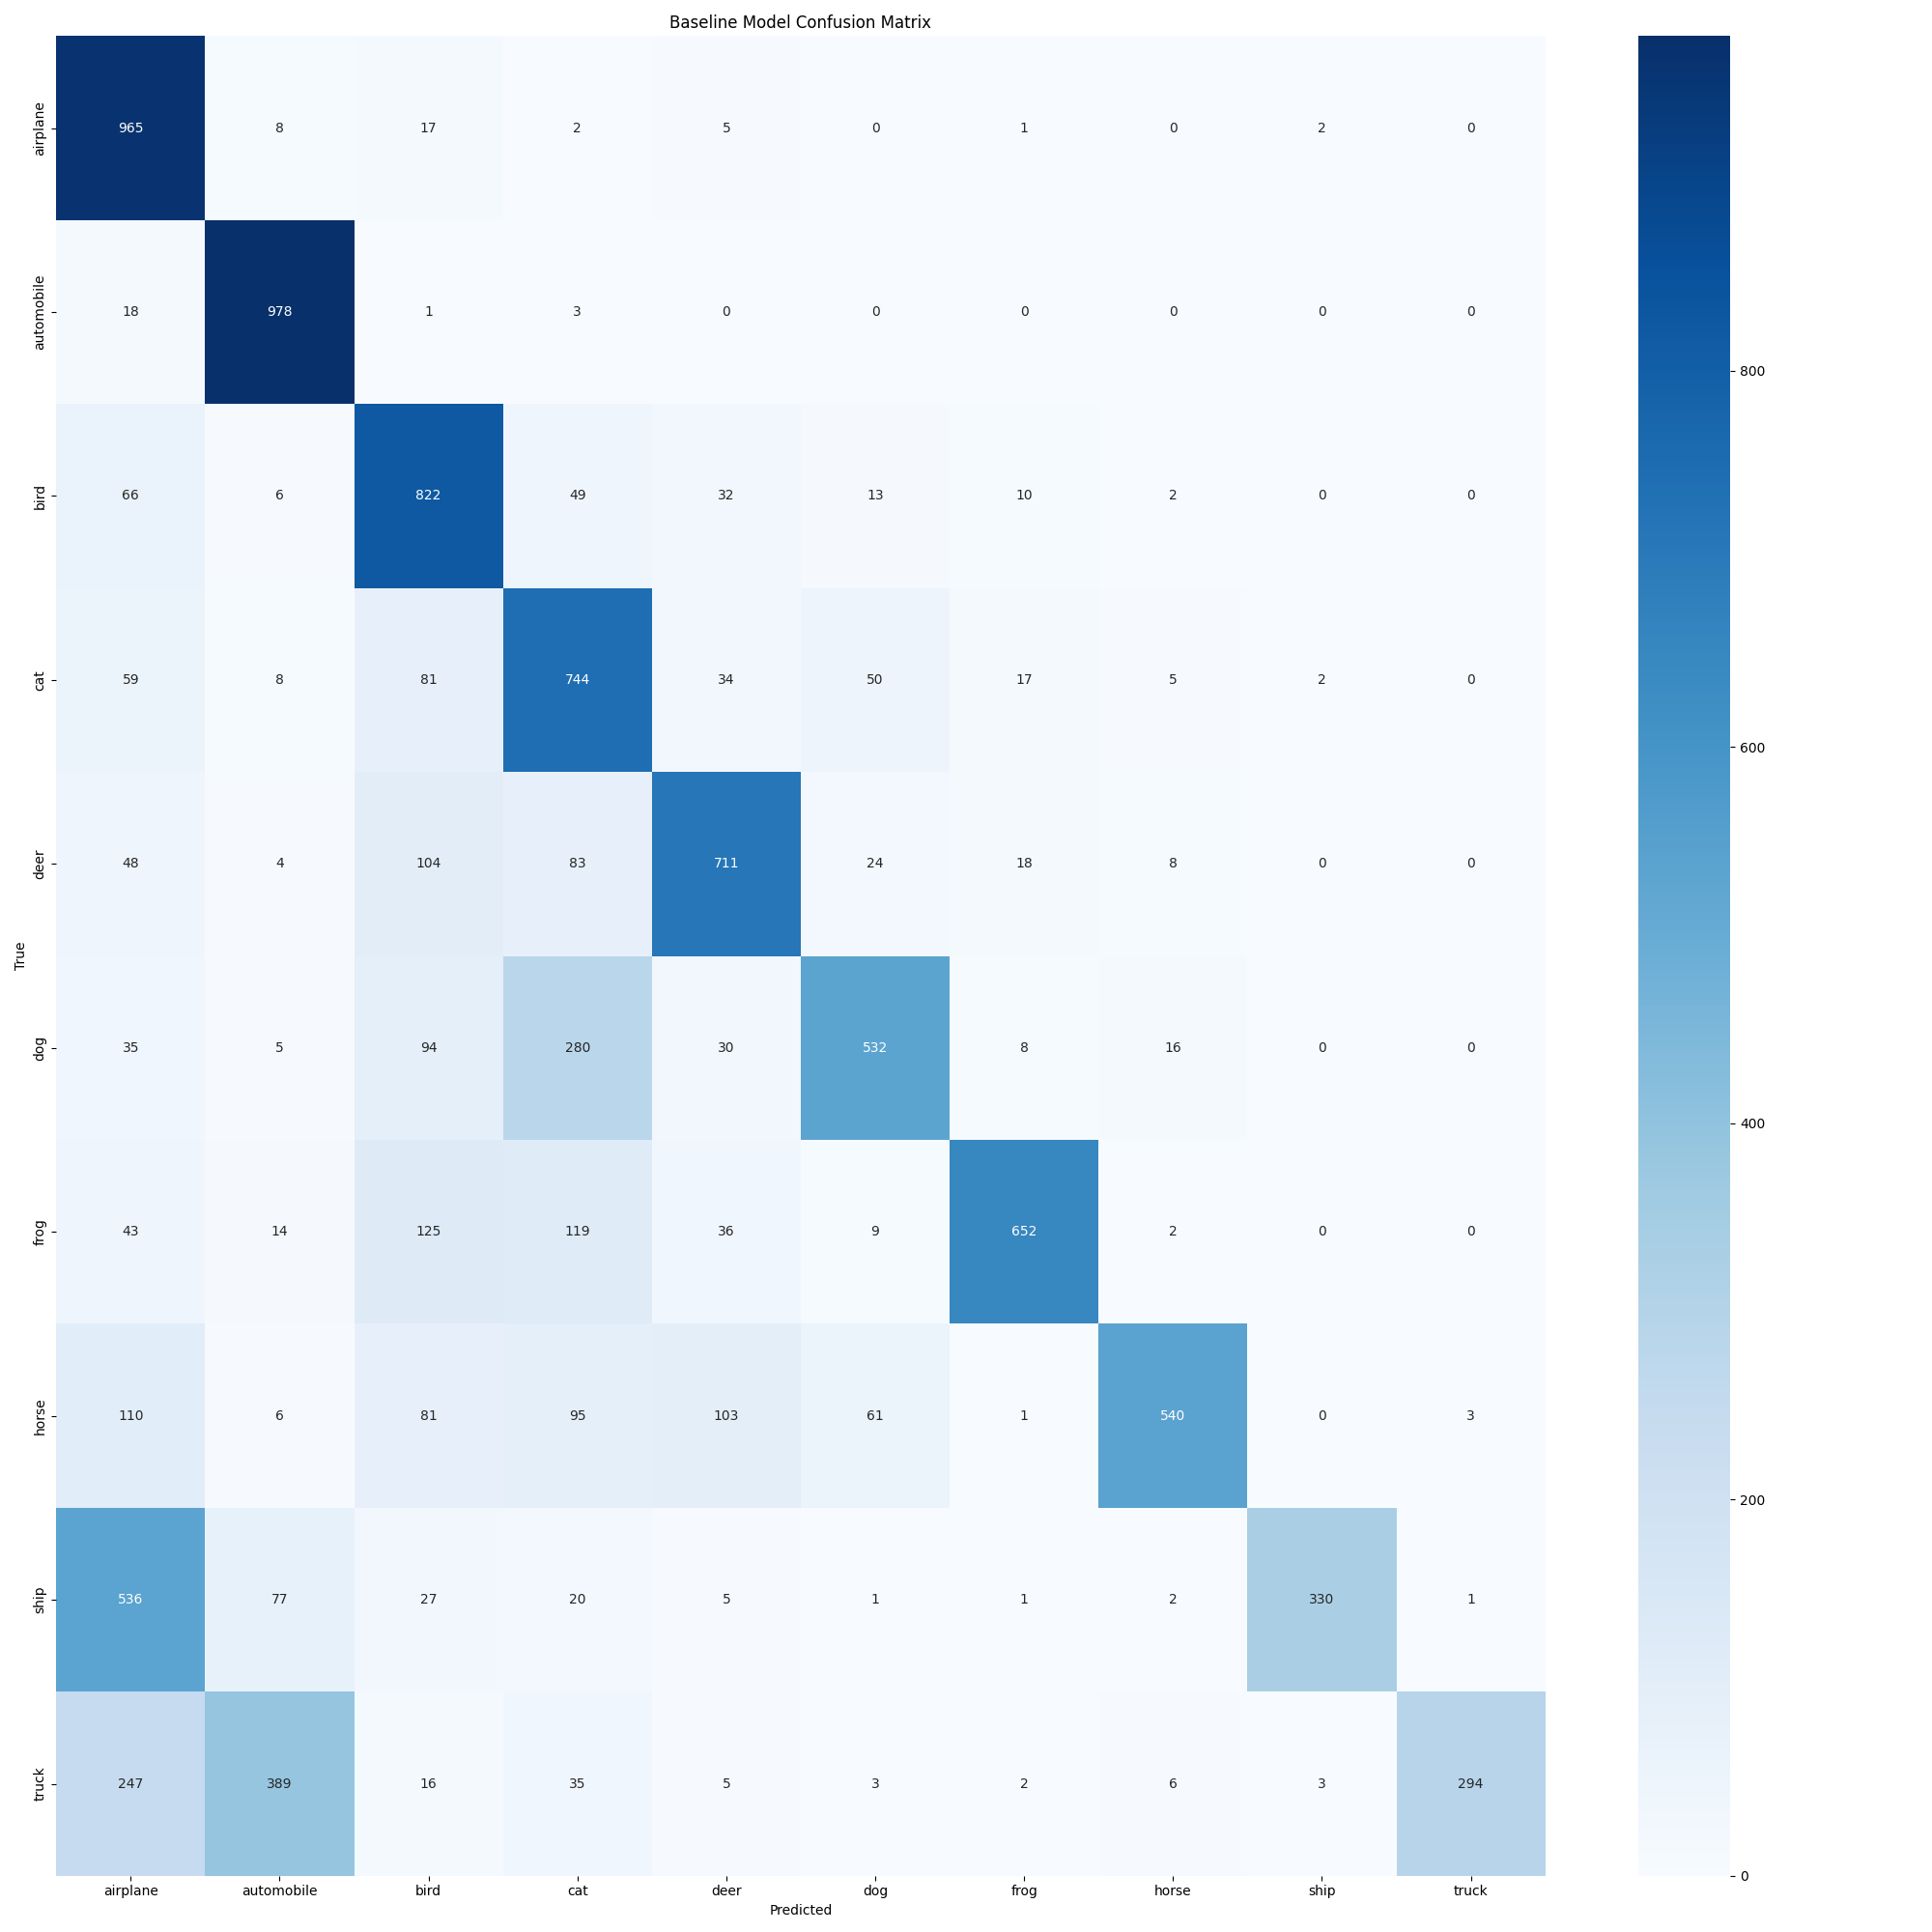 Baseline Model Confusion Matrix
airplane 965 8 17 2 5 0 1 0 2 0
automobile 18 978 1 3 0 0 0 0 0 0
800
bird 66 6 822 49 32 13 10 2 0 0
cat 59 8 81 744 34 50 17 5 2 0
600
deer 48 4 104 83 711 24 18 8 0 0
True
dog 35 5 94 280 30 532 8 16 0 0
400
frog 43 14 125 119 36 9 652 2 0 0
horse 110 6 81 95 103 61 1 540 0 3
200
ship 536 77 27 20 5 1 1 2 330 1
truck 247 389 16 35 5 3 2 6 3 294
0
airplane automobile bird cat deer dog frog horse ship truck
Predicted